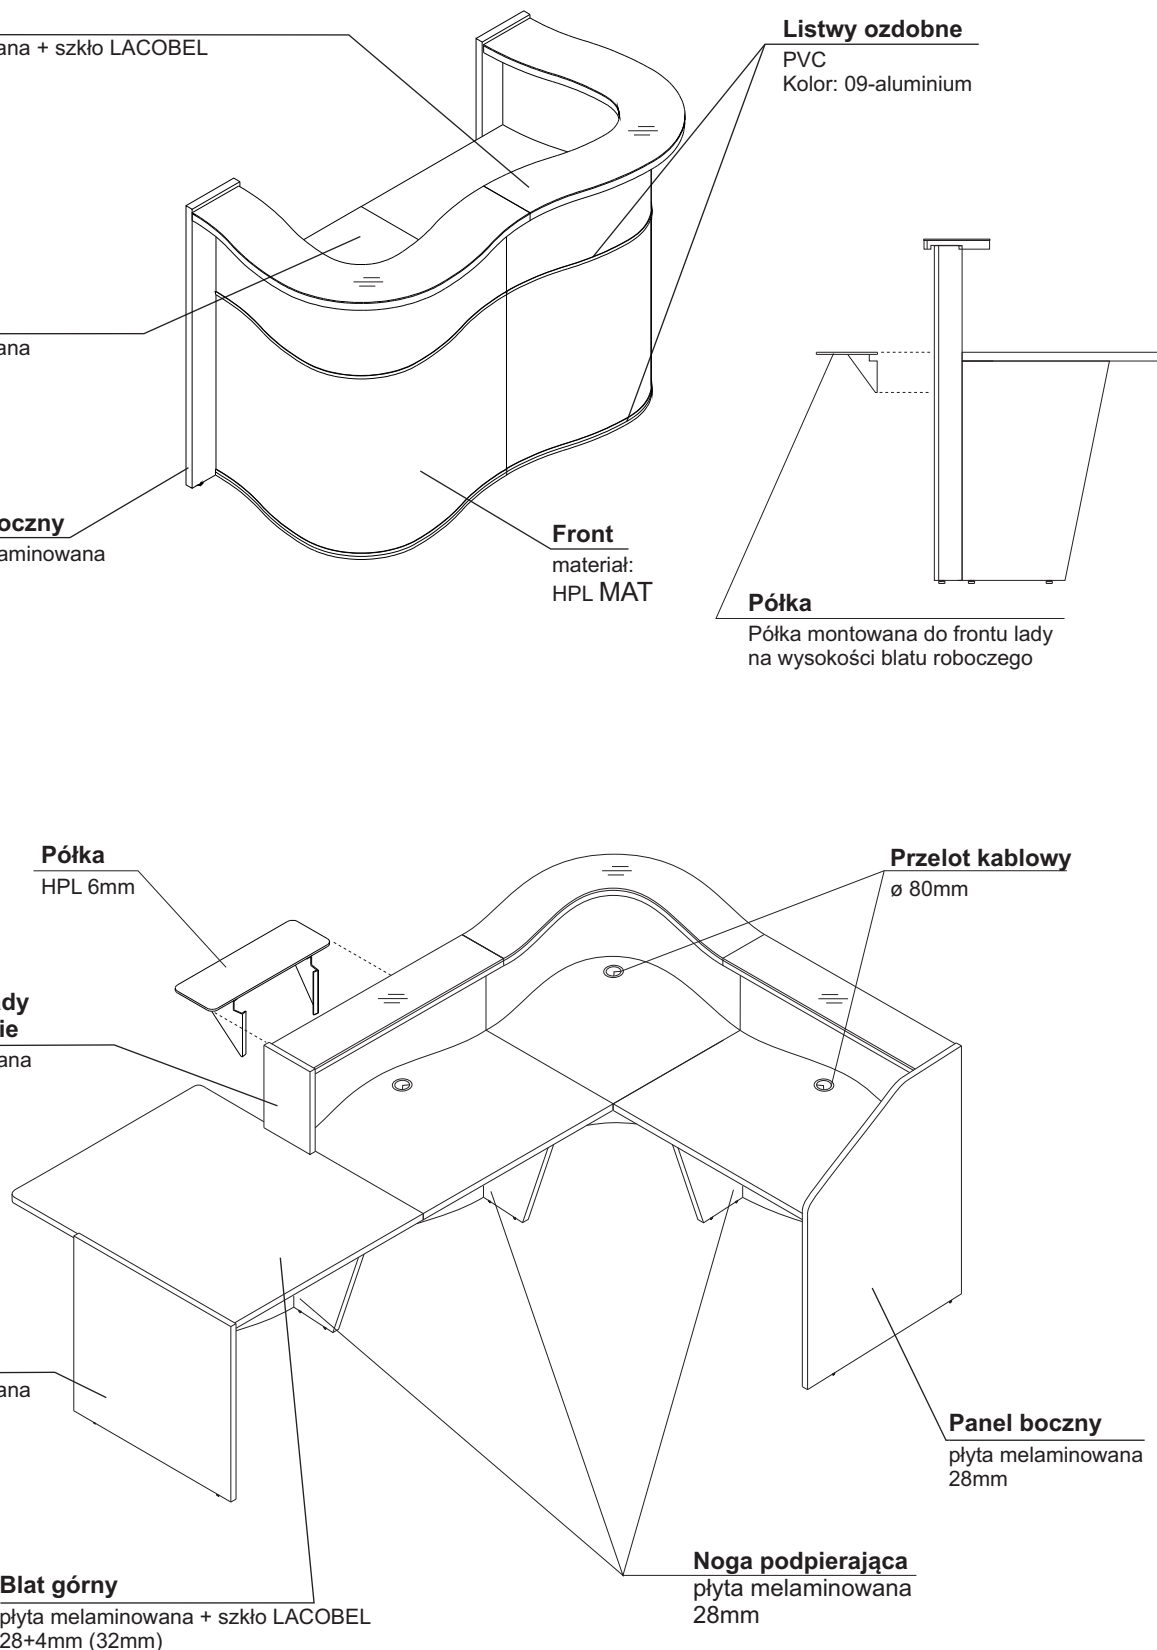 ana + szkło LACOBEL
Listwy ozdobne
PVC
Kolor: 09-aluminium
ana
oczny
aminowana
Front
materiał:
HPL MAT
Półka
Półka montowana do frontu lady
na wysokości blatu roboczego
Półka
HPL 6mm
Przelot kablowy
ø 80mm
dy
ie
ana
ana
Panel boczny
płyta melaminowana
28mm
Noga podpierająca
płyta melaminowana
28mm
Blat górny
płyta melaminowana + szkło LACOBEL
28+4mm (32mm)